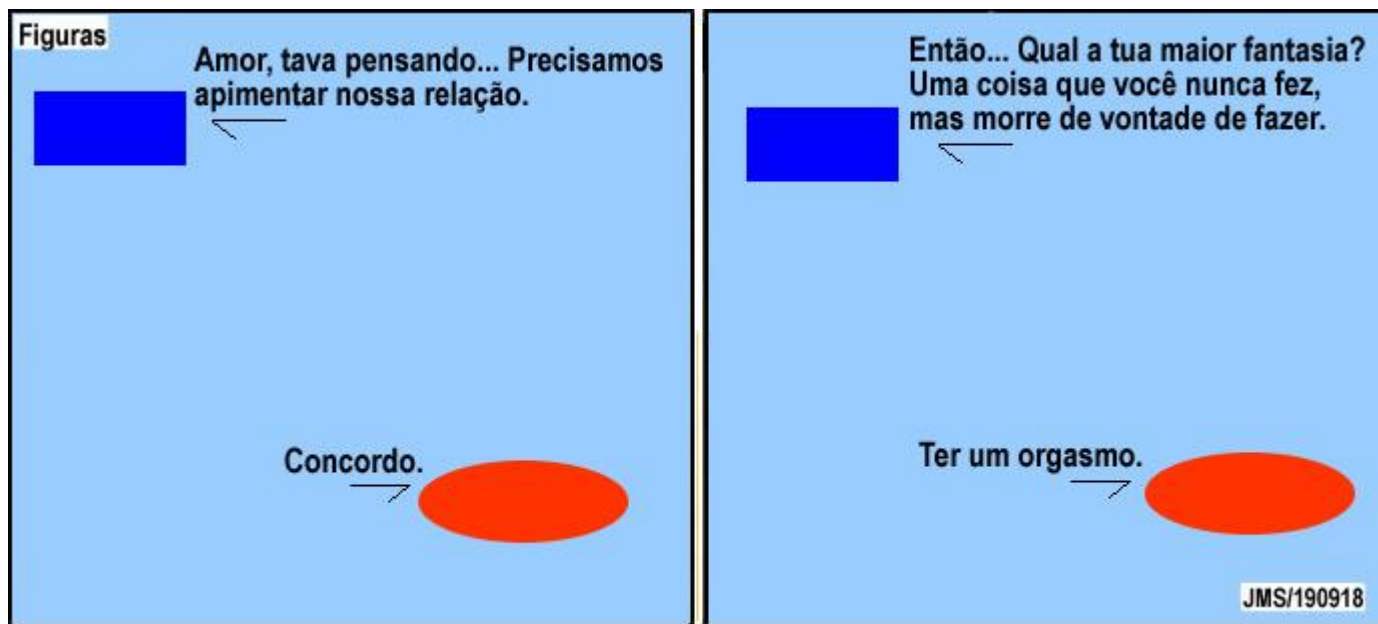 Figuras
Amor, tava pensando... Precisamos
apimentar nossa relação.
Concordo.
Então... Qual a tua maior fantasia?
Uma coisa que você nunca fez,
mas morre de vontade de fazer.
Ter um orgasmo.
JMS/190918